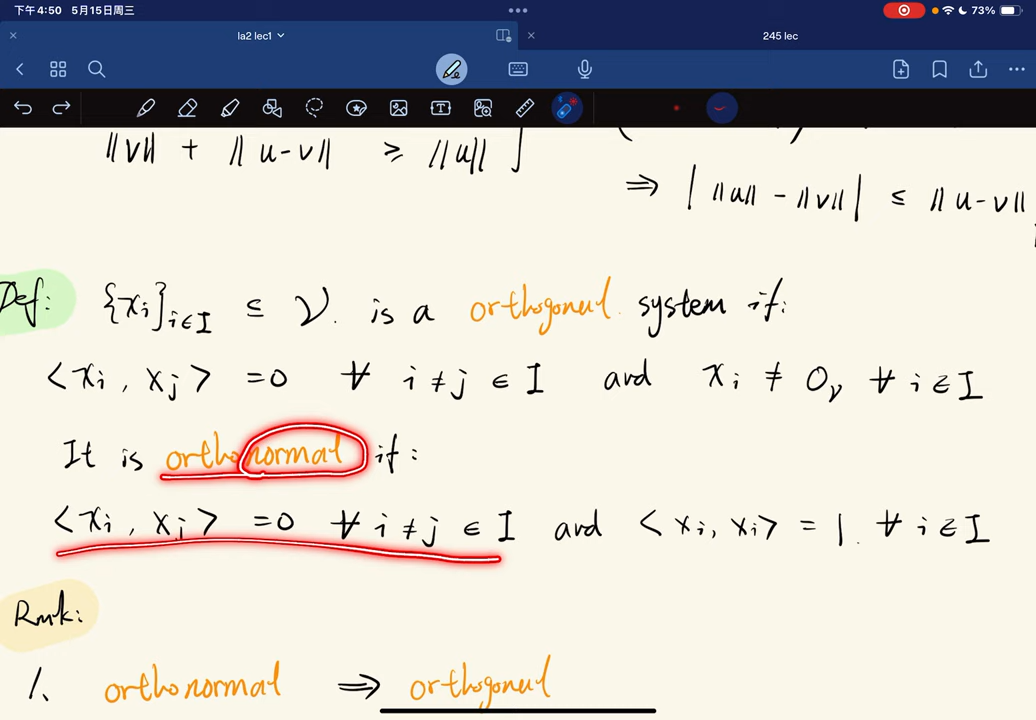 下午4:50 5月15日周三
73%
la2 lec1
245 lec
||v|| + ||u-v|| ≥ ||u|| ]
⇒ | ||u|| - ||v|| | ≤ ||u-v||
Def: {xi}i∈I ⊆ V. is a orthogonal system if:
<xi, xj> = 0 ∀ i ≠ j ∈ I and xi ≠ 0v ∀ i ∈ I
It is orthonormal if:
<xi, xj> = 0 ∀ i ≠ j ∈ I and <xi, xi> = 1. ∀ i ∈ I
Rmk:
1. orthonormal ⇒ orthogonal